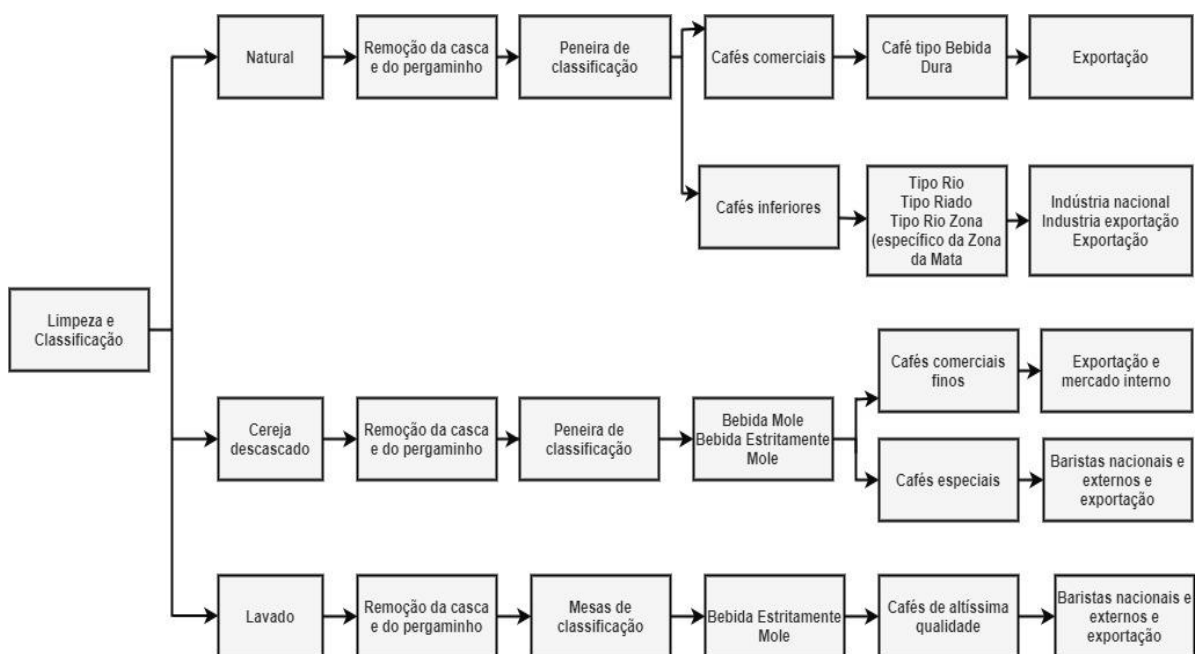 Natural
Remoção da casca
e do pergaminho
Peneira de
classificação
Cafés comerciais
Café tipo Bebida
Dura
Exportação
Cafés inferiores
Tipo Rio
Tipo Riado
Tipo Rio Zona
(específico da Zona
da Mata
Indústria nacional
Industria exportação
Exportação
Limpeza e
Classificação
Cereja
descascado
Remoção da casca
e do pergaminho
Peneira de
classificação
Bebida Mole
Bebida Estritamente
Mole
Cafés comerciais
finos
Exportação e
mercado interno
Cafés especiais
Baristas nacionais e
externos e
exportação
Lavado
Remoção da casca
e do pergaminho
Mesas de
classificação
Bebida Estritamente
Mole
Cafés de altíssima
qualidade
Baristas nacionais e
externos e
exportação